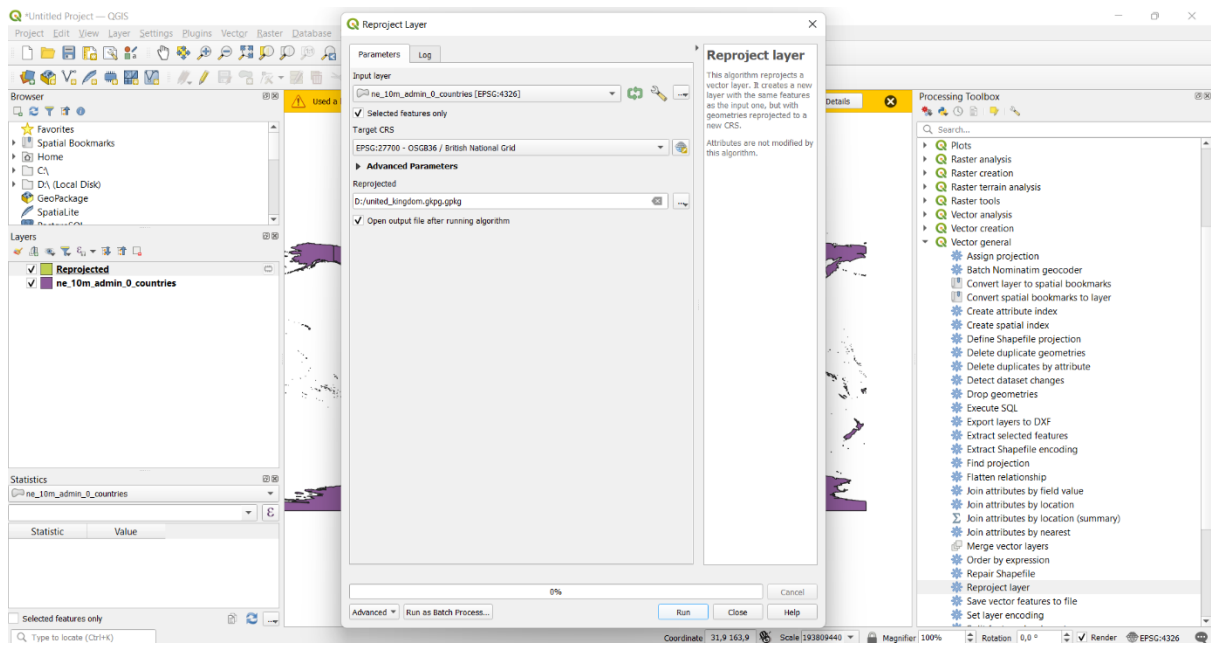 *Untitled Project — QGIS
Project Edit View Layer Settings Plugins Vector Raster Database
Browser
Favorites
Spatial Bookmarks
Home
C:\
D:\ (Local Disk)
GeoPackage
SpatiaLite
Layers
Reprojected
ne_10m_admin_0_countries
Statistics
ne_10m_admin_0_countries
ε
Statistic Value
Selected features only
Type to locate (Ctrl+K)
Used a
Reproject Layer
Parameters Log
Input layer
ne_10m_admin_0_countries [EPSG:4326]
Selected features only
Target CRS
EPSG:27700 - OSGB36 / British National Grid
Advanced Parameters
Reprojected
D:/united_kingdom.gkpg.gpkg
Open output file after running algorithm
0%
Cancel
Advanced Run as Batch Process... Run Close Help
Reproject layer
This algorithm reprojects a
vector layer. It creates a new
layer with the same features
as the input one, but with
geometries reprojected to a
new CRS.
Attributes are not modified by
this algorithm.
Details
Processing Toolbox
Search...
Plots
Raster analysis
Raster creation
Raster terrain analysis
Raster tools
Vector analysis
Vector creation
Vector general
Assign projection
Batch Nominatim geocoder
Convert layer to spatial bookmarks
Convert spatial bookmarks to layer
Create attribute index
Create spatial index
Define Shapefile projection
Delete duplicate geometries
Delete duplicates by attribute
Detect dataset changes
Drop geometries
Execute SQL
Export layers to DXF
Extract selected features
Extract Shapefile encoding
Find projection
Flatten relationship
Join attributes by field value
Join attributes by location
Join attributes by location (summary)
Join attributes by nearest
Merge vector layers
Order by expression
Repair Shapefile
Reproject layer
Save vector features to file
Set layer encoding
Coordinate 31,9 163,9 Scale 193809440 Magnifier 100% Rotation 0,0 ° Render EPSG:4326